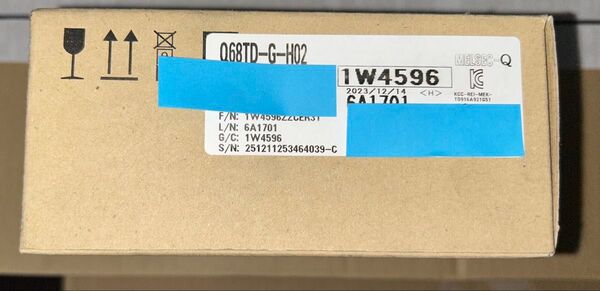 Q68TD-G-H02
MELSEC-Q
1W4596
2023/12/14 <H>
6A1701
KCC-REI-MEK-
F/N: 1W4596ZZCER31
L/N: 6A1701
G/C: 1W4596
S/N: 251211253464039-C